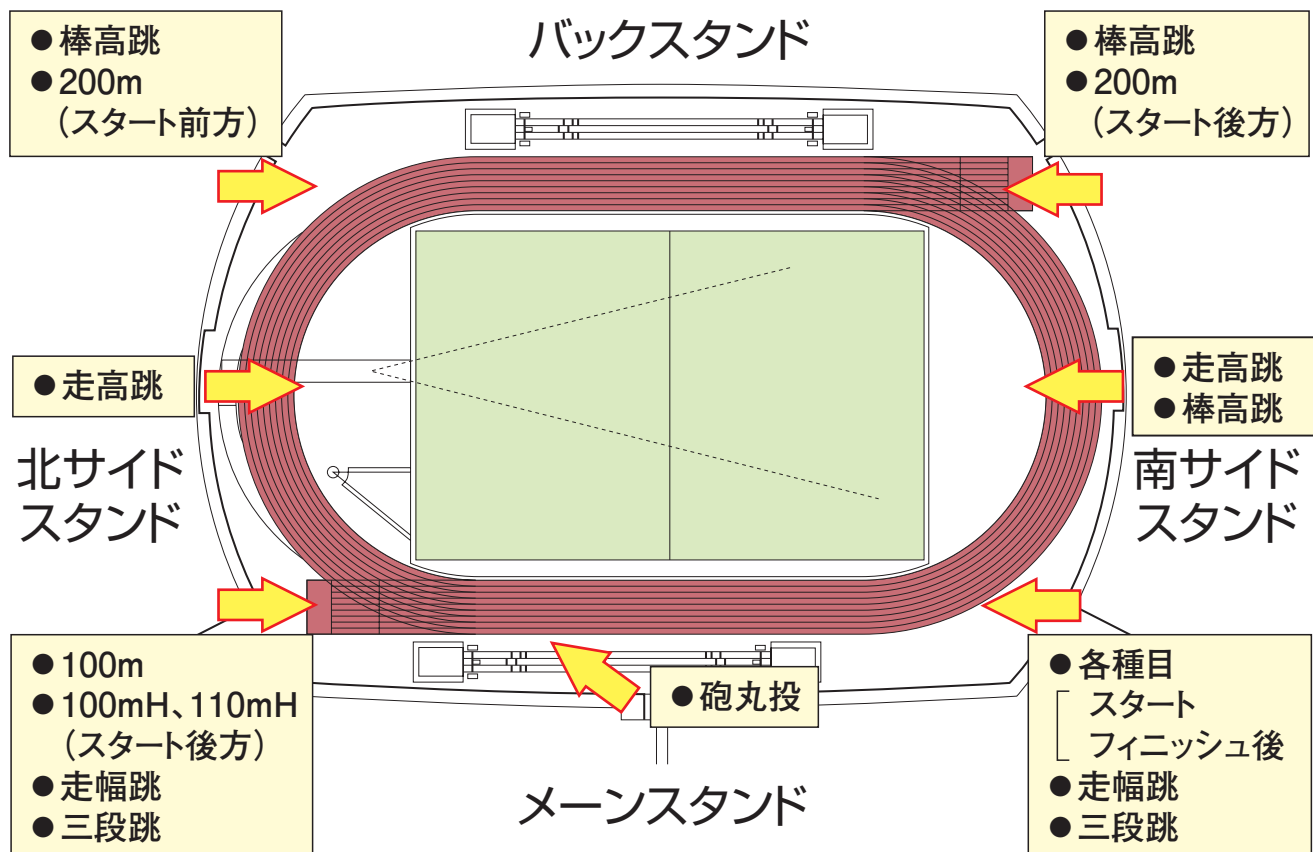 バックスタンド
●棒高跳
●200m
（スタート前方）
●棒高跳
●200m
（スタート後方）
●走高跳
北サイド
スタンド
●走高跳
●棒高跳
南サイド
スタンド
●100m
●100mH、110mH
（スタート後方）
●走幅跳
●三段跳
●砲丸投
メーンスタンド
●各種目
スタート
フィニッシュ後
●走幅跳
●三段跳